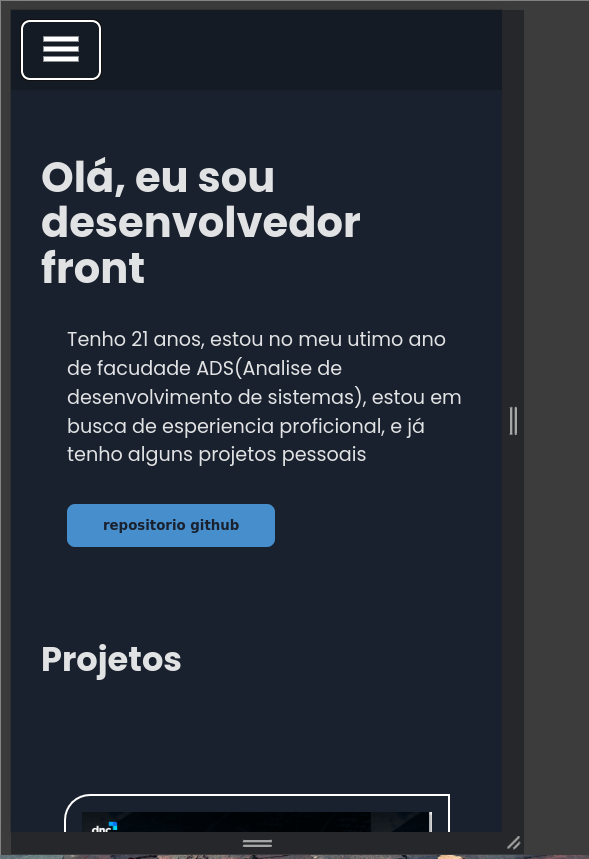 Olá, eu sou
desenvolvedor
front
Tenho 21 anos, estou no meu utimo ano
de facudade ADS(Analise de
desenvolvimento de sistemas), estou em
busca de esperiencia proficional, e já
tenho alguns projetos pessoais
repositorio github
Projetos
dnc